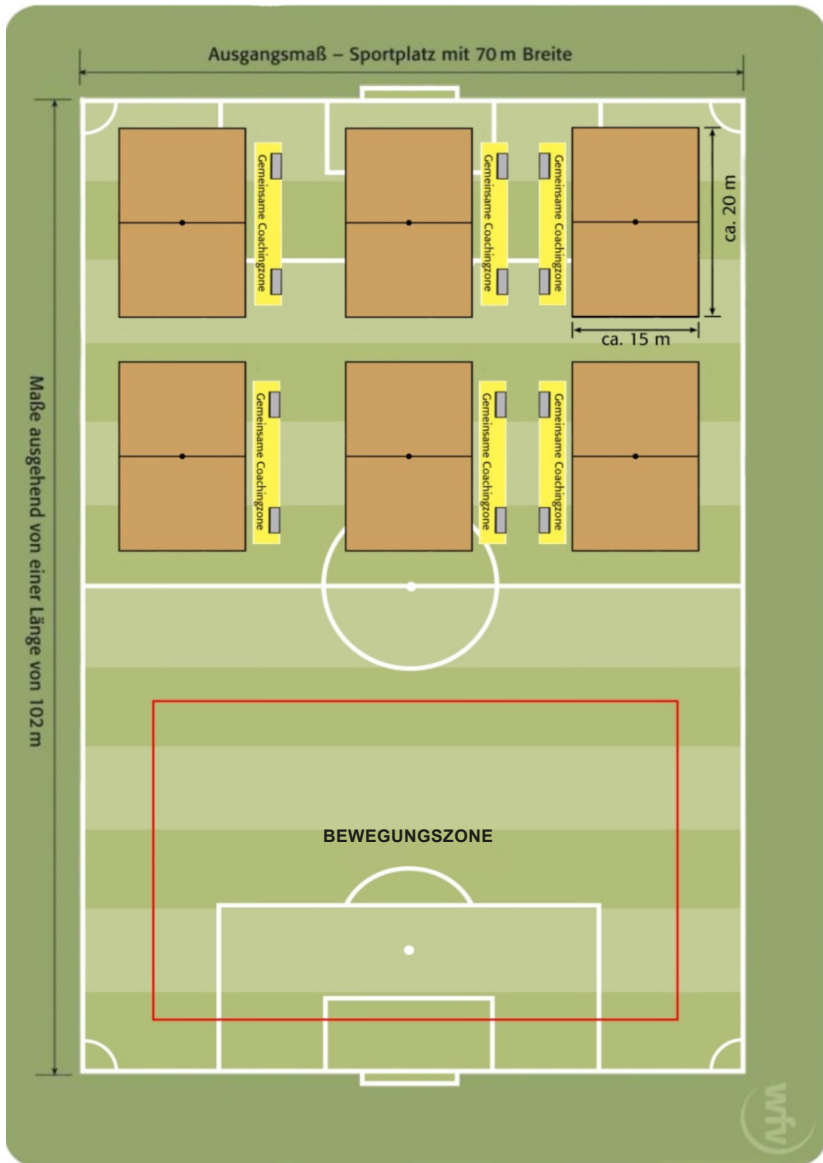 Ausgangsmaß – Sportplatz mit 70 m Breite
Maße ausgehend von einer Länge von 102 m
Gemeinsame Coachingzone
Gemeinsame Coachingzone
Gemeinsame Coachingzone
ca. 20 m
ca. 15 m
Gemeinsame Coachingzone
Gemeinsame Coachingzone
Gemeinsame Coachingzone
BEWEGUNGSZONE
wfv